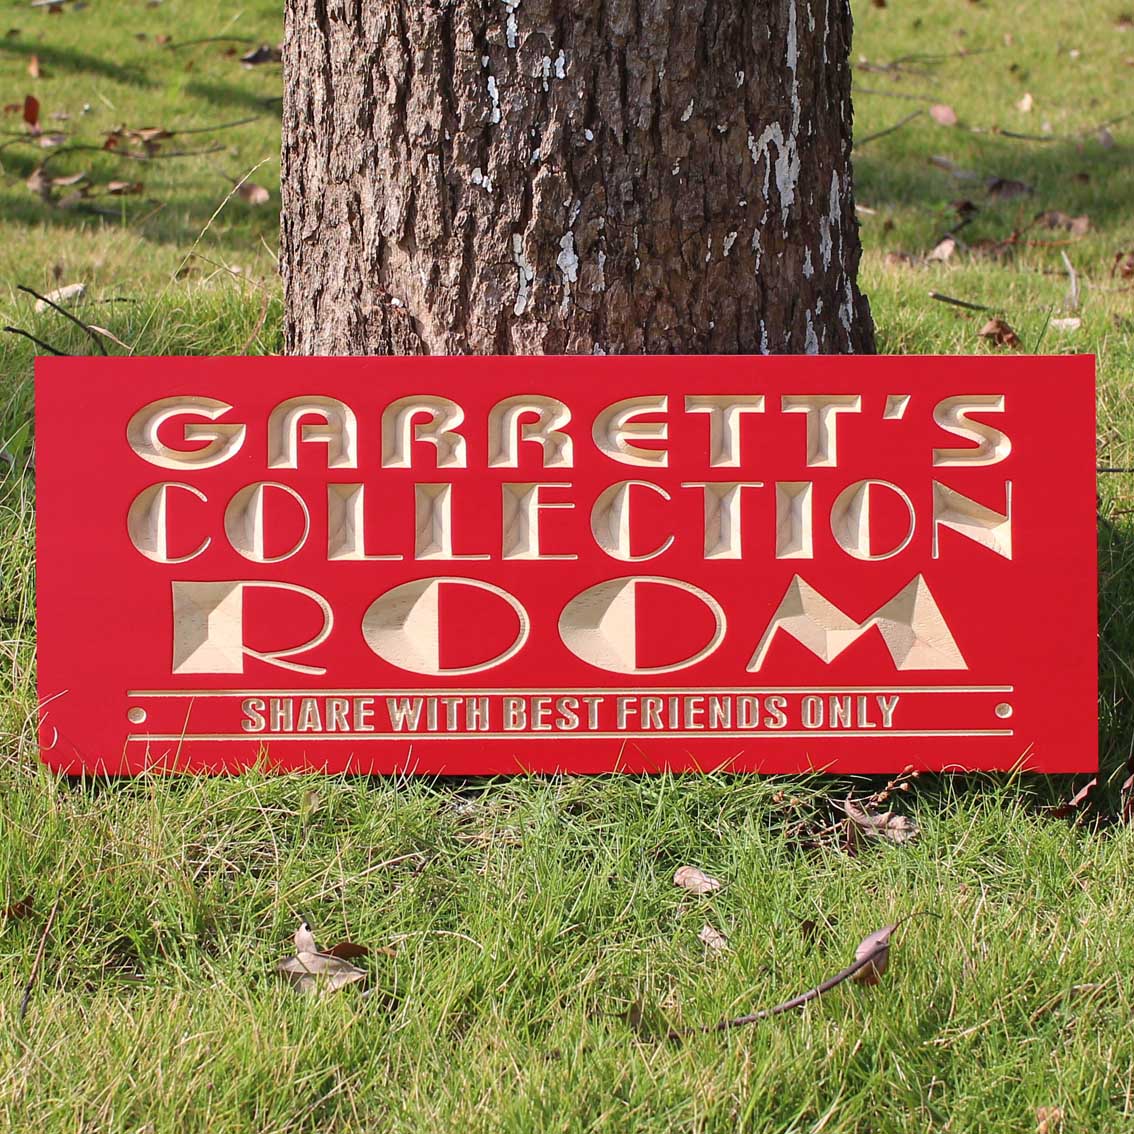 GARRETT'S
COLLECTION
ROOM
SHARE WITH BEST FRIENDS ONLY